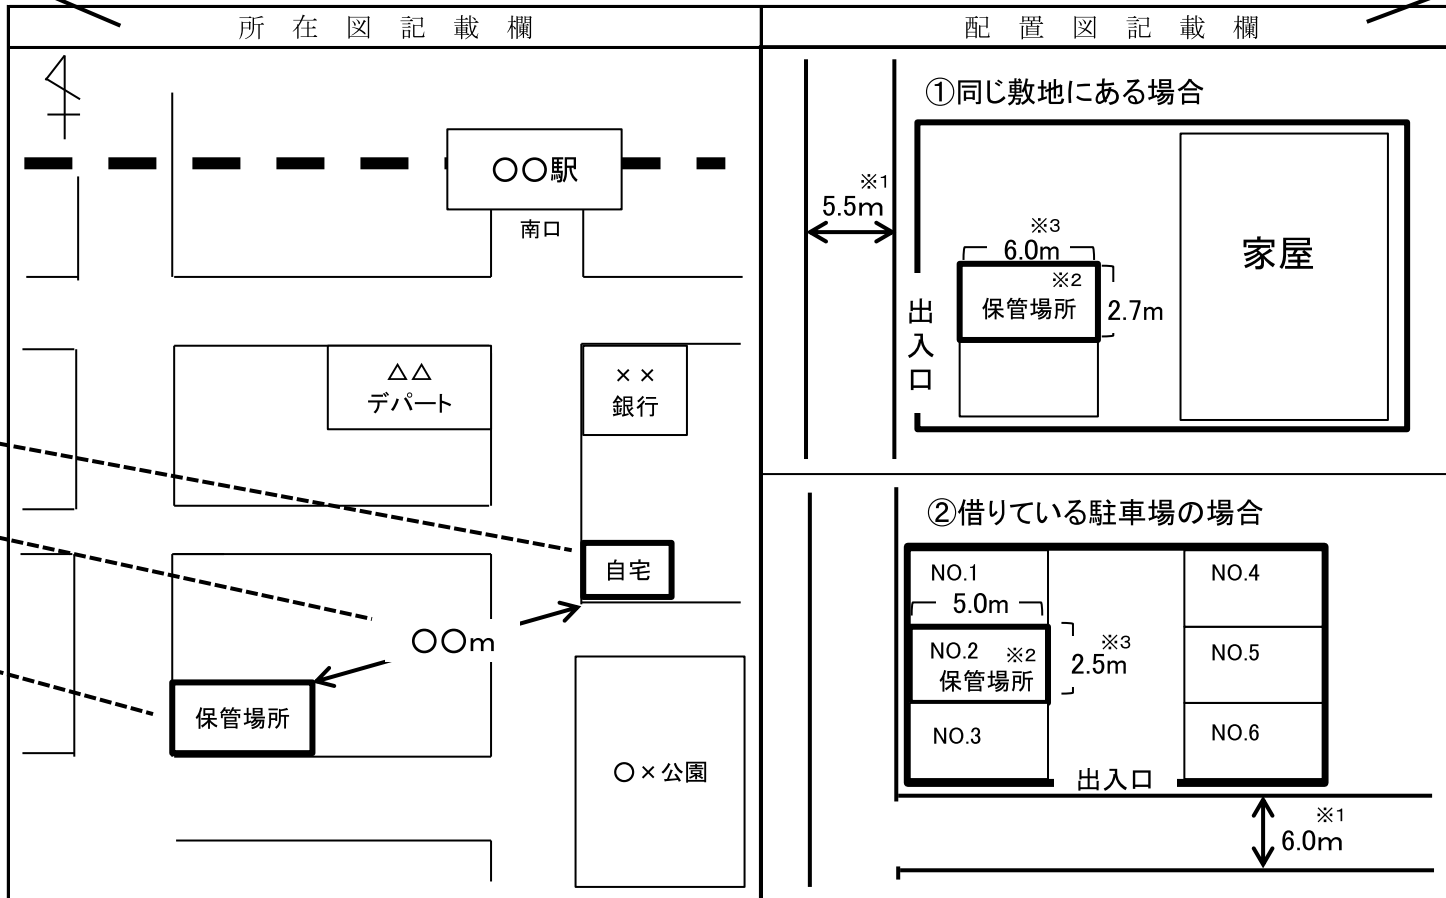 所在図記載欄
〇〇駅
南口
△△
デパート
××
銀行
自宅
〇〇m
保管場所
〇×公園
配置図記載欄
①同じ敷地にある場合
※1
5.5m
※3
6.0m
※2
保管場所
2.7m
出入口
家屋
②借りている駐車場の場合
NO.1
5.0m
NO.2 ※2
保管場所
※3
2.5m
NO.3
NO.4
NO.5
NO.6
出入口
※1
6.0m